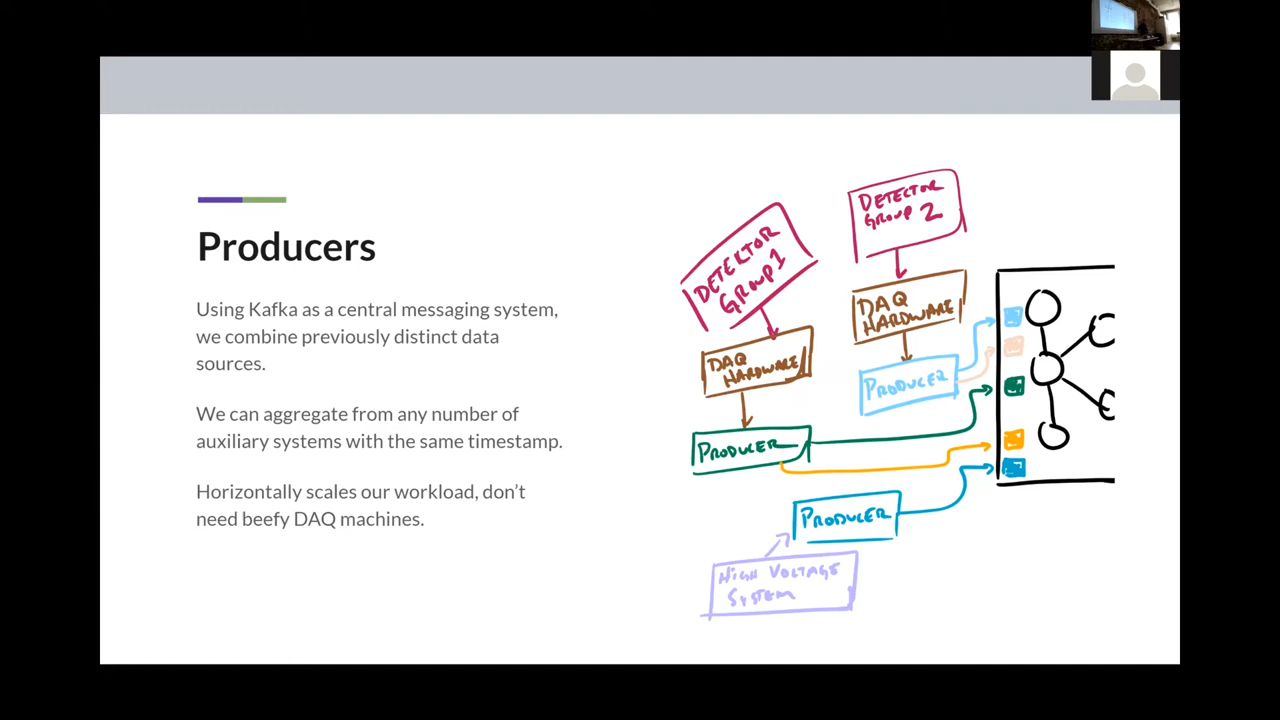 Producers
Using Kafka as a central messaging system,
we combine previously distinct data
sources.
We can aggregate from any number of
auxiliary systems with the same timestamp.
Horizontally scales our workload, don't
need beefy DAQ machines.
DETECTOR
GROUP 1
DETECTOR
GROUP 2
DAQ
HARDWARE
DAQ
HARDWARE
PRODUCER
PRODUCER
PRODUCER
HIGH VOLTAGE
SYSTEM